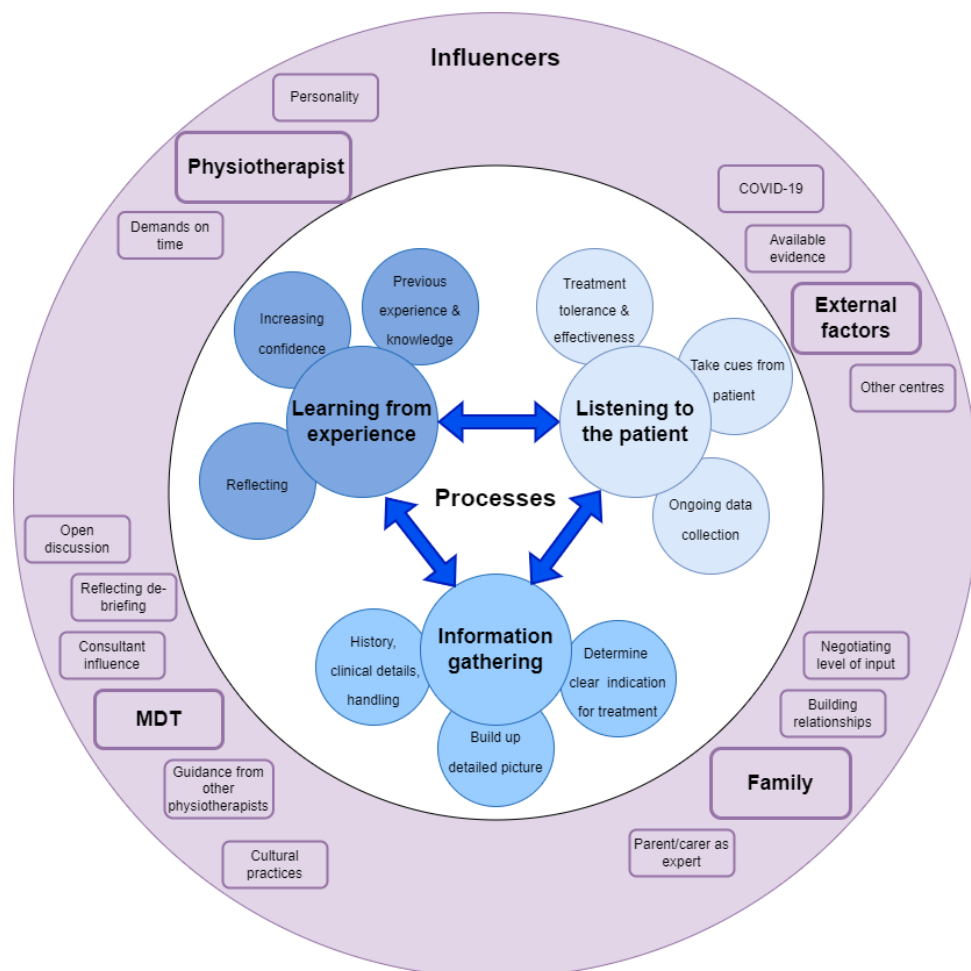 Influencers
Personality
Physiotherapist
Demands on
time
COVID-19
Available
evidence
External
factors
Other centres
Previous
experience &
knowledge
Increasing
confidence
Learning from
experience
Reflecting
Treatment
tolerance &
effectiveness
Take cues from
patient
Listening to
the patient
Ongoing data
collection
Processes
Information
gathering
History,
clinical details,
handling
Build up
detailed picture
Determine
clear indication
for treatment
Open
discussion
Reflecting de-
briefing
Consultant
influence
MDT
Guidance from
other
physiotherapists
Cultural
practices
Negotiating
level of input
Building
relationships
Family
Parent/carer as
expert